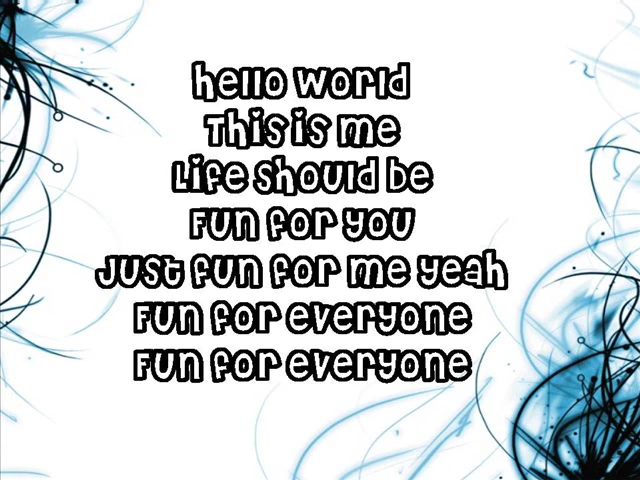 Hello World
This is me
Life should be
Fun for you
Just fun for me yeah
Fun for everyone
Fun for everyone